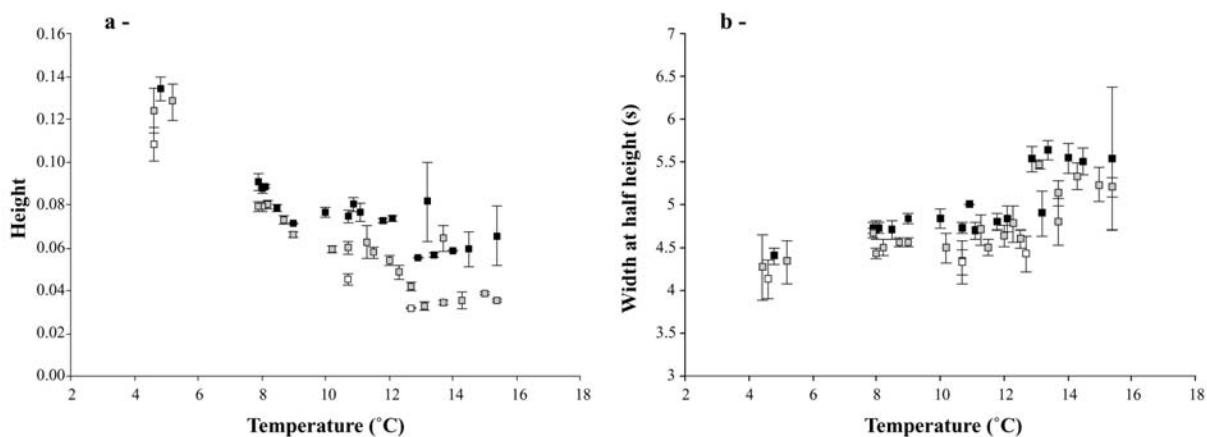 a -
0.16
0.14
0.12
0.10
0.08
0.06
0.04
0.02
0.00
Height
2 4 6 8 10 12 14 16 18
Temperature (˚C)
b -
7
6.5
6
5.5
5
4.5
4
3.5
3
Width at half height (s)
2 4 6 8 10 12 14 16 18
Temperature (˚C)